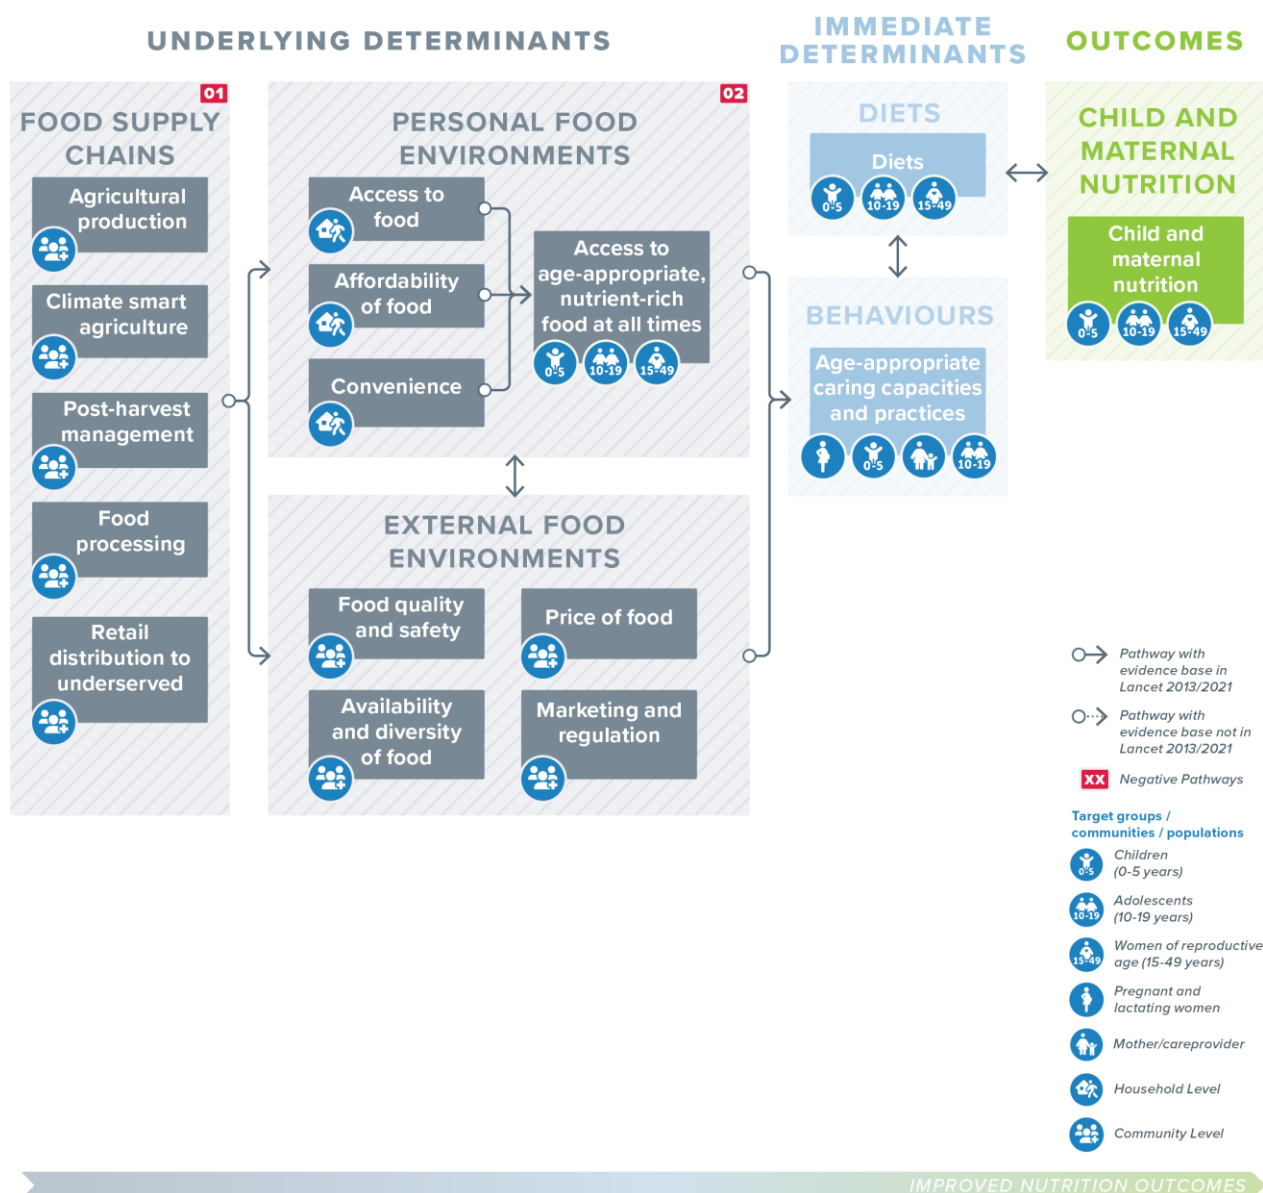 UNDERLYING DETERMINANTS
IMMEDIATE
DETERMINANTS
OUTCOMES
01
FOOD SUPPLY
CHAINS
Agricultural
production
Climate smart
agriculture
Post-harvest
management
Food
processing
Retail
distribution to
underserved
02
PERSONAL FOOD
ENVIRONMENTS
Access to
food
Affordability
of food
Convenience
Access to
age-appropriate,
nutrient-rich
food at all times
0-5
10-19
15-49
EXTERNAL FOOD
ENVIRONMENTS
Food quality
and safety
Price of food
Availability
and diversity
of food
Marketing and
regulation
DIETS
Diets
0-5
10-19
15-49
BEHAVIOURS
Age-appropriate
caring capacities
and practices
0-5
10-19
CHILD AND
MATERNAL
NUTRITION
Child and
maternal
nutrition
0-5
10-19
15-49
Pathway with
evidence base in
Lancet 2013/2021
Pathway with
evidence base not in
Lancet 2013/2021
XX Negative Pathways
Target groups /
communities / populations
0-5
Children
(0-5 years)
10-19
Adolescents
(10-19 years)
15-49
Women of reproductive
age (15-49 years)
Pregnant and
lactating women
Mother/careprovider
Household Level
Community Level
IMPROVED NUTRITION OUTCOMES